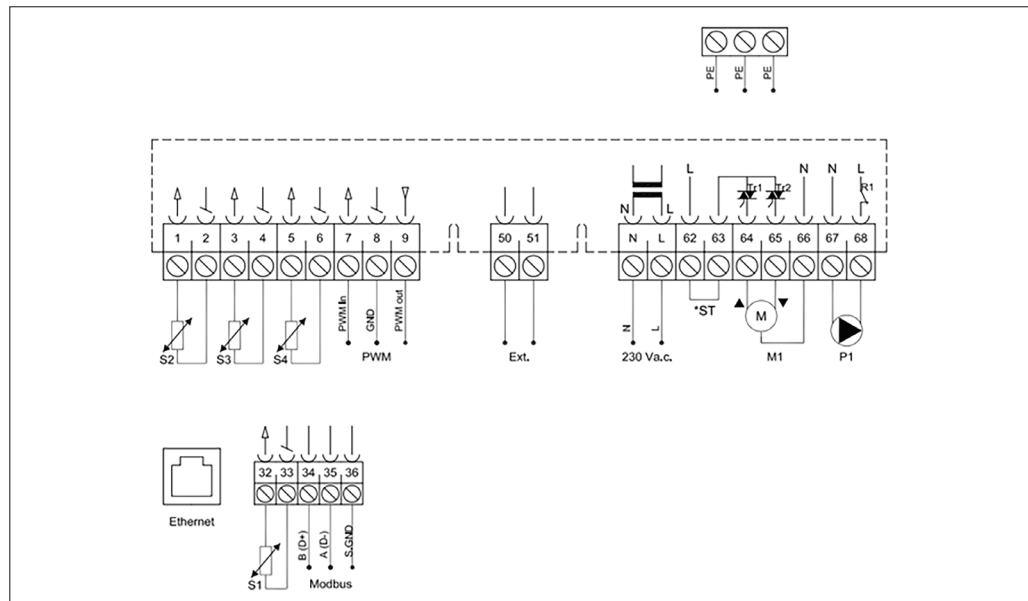 PE PE PE
L N N L
Tr1 Tr2 R1
N L
1 2 3 4 5 6 7 8 9 50 51 N L 62 63 64 65 66 67 68
PWM in GND PWM out N L *ST M
S2 S3 S4 PWM Ext. 230 Va.c. M1 P1
32 33 34 35 36
Ethernet
B (D+) A (D-) S.GND
S1 Modbus